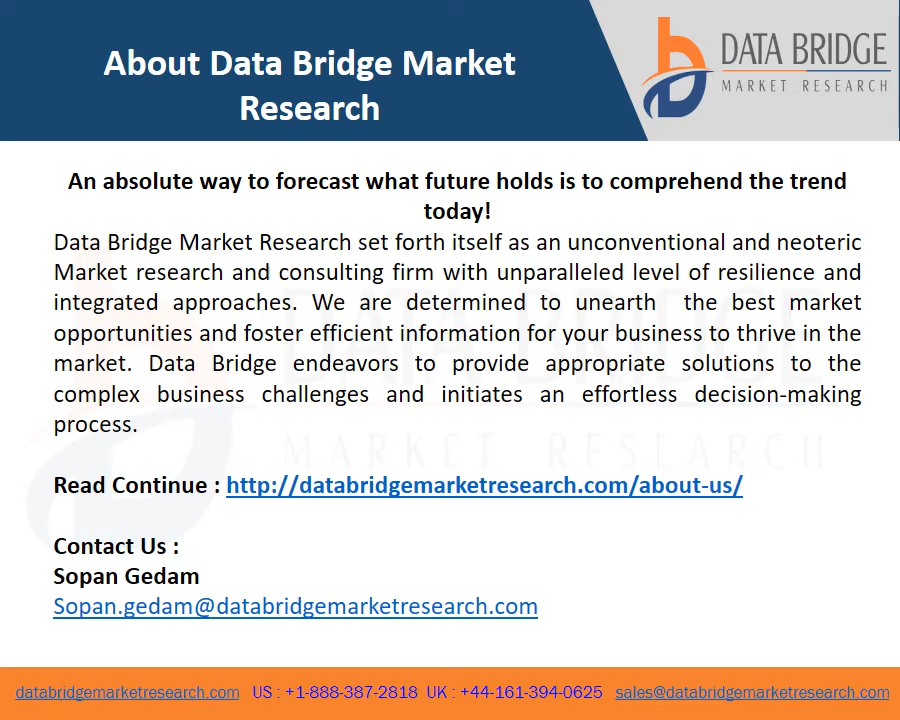 About Data Bridge Market
Research
DATA BRIDGE
MARKET RESEARCH
An absolute way to forecast what future holds is to comprehend the trend
today!
Data Bridge Market Research set forth itself as an unconventional and neoteric
Market research and consulting firm with unparalleled level of resilience and
integrated approaches. We are determined to unearth the best market
opportunities and foster efficient information for your business to thrive in the
market. Data Bridge endeavors to provide appropriate solutions to the
complex business challenges and initiates an effortless decision-making
process.
DATA BRIDGE
MARKET RESEARCH
Read Continue : http://databridgemarketresearch.com/about-us/
Contact Us :
Sopan Gedam
Sopan.gedam@databridgemarketresearch.com
databridgemarketresearch.com US : +1-888-387-2818 UK : +44-161-394-0625 sales@databridgemarketresearch.com